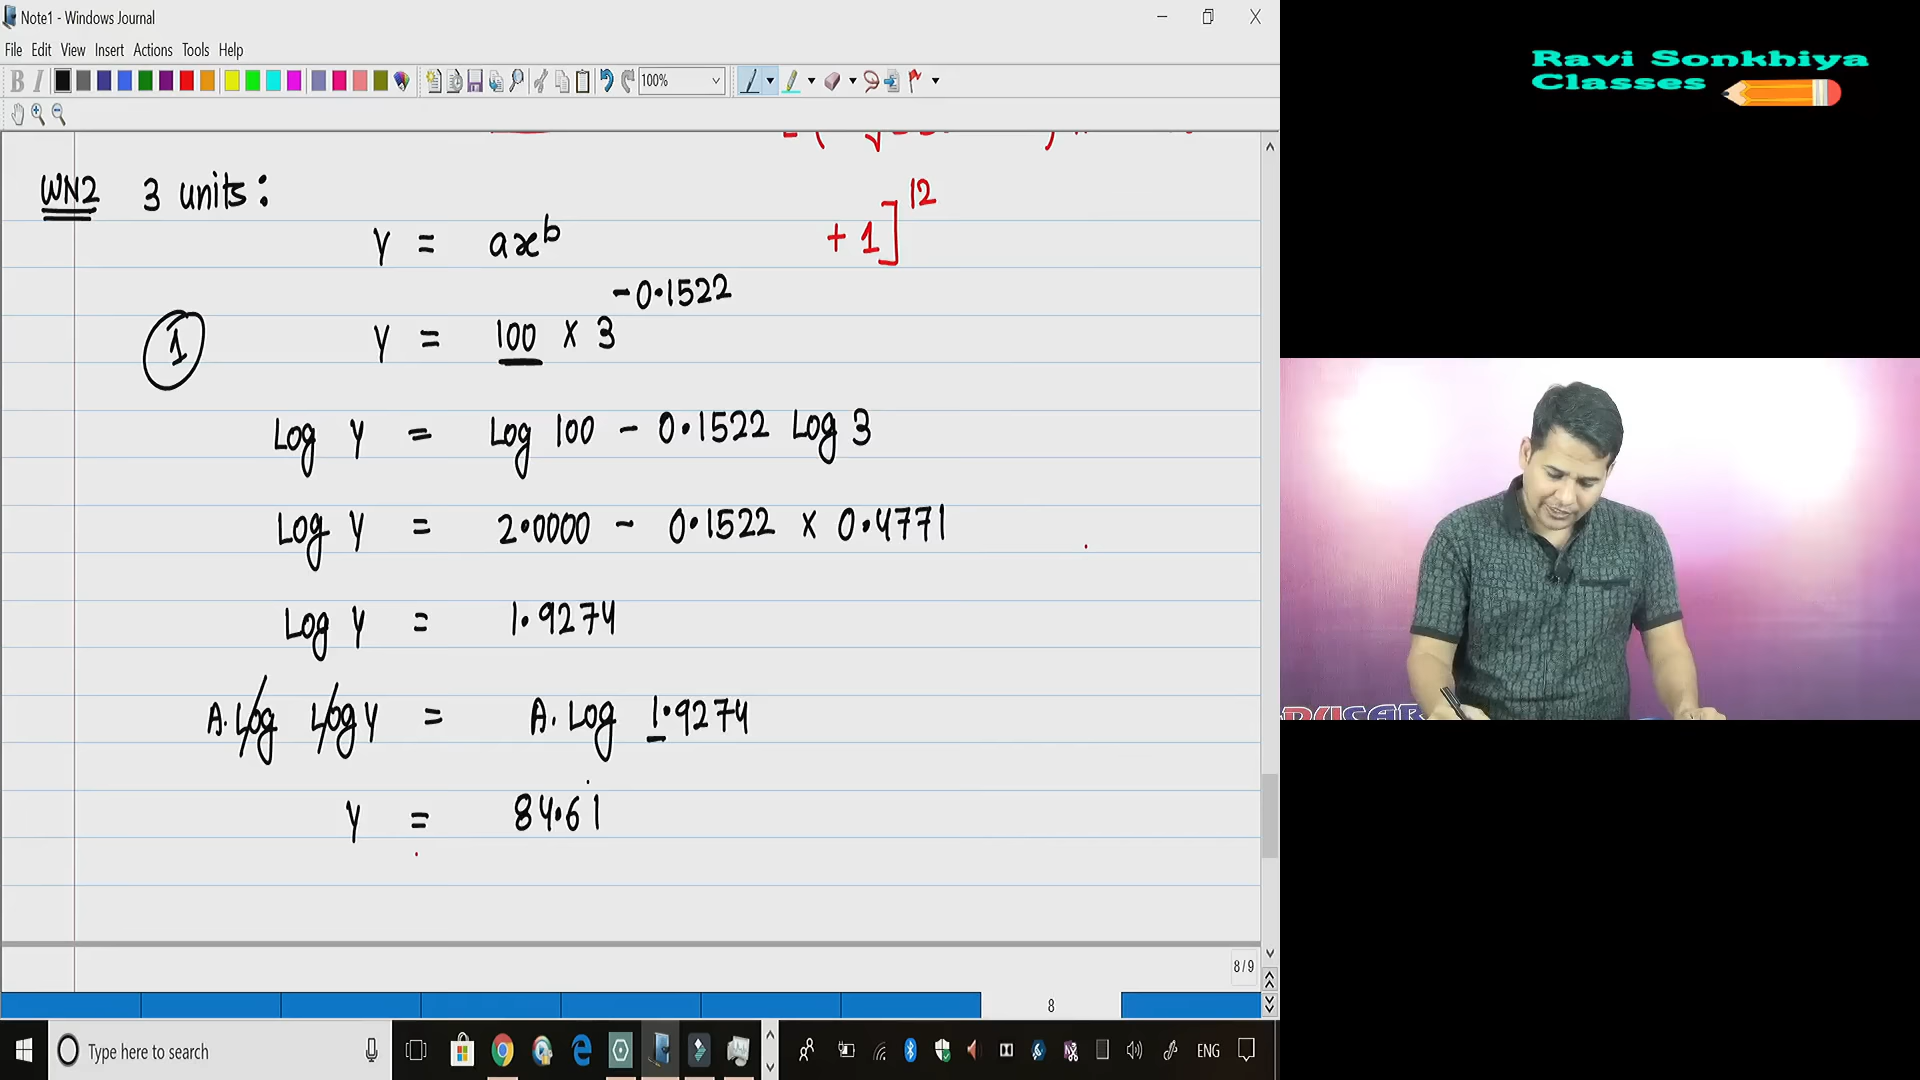 Note1 - Windows Journal
File Edit View Insert Actions Tools Help
B I 100%
Ravi Sonkhiya
Classes
WN2 3 units:
+ 1]^12
Y = ax^b
Y = 100 × 3^-0.1522
1
Log Y = Log 100 - 0.1522 Log 3
Log Y = 2.0000 - 0.1522 × 0.4771
Log Y = 1.9274
A.Log Log Y = A. Log 1.9274
Y = 84.61
8/9
8
Type here to search
ENG